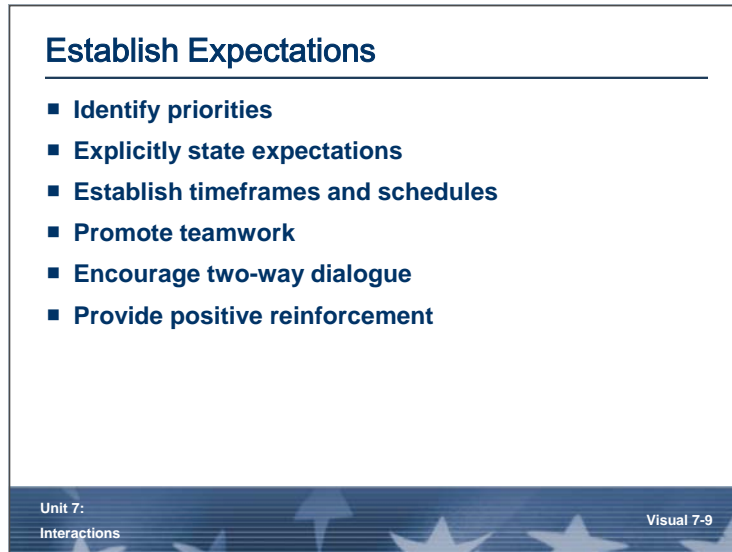 Establish Expectations
■ Identify priorities
■ Explicitly state expectations
■ Establish timeframes and schedules
■ Promote teamwork
■ Encourage two-way dialogue
■ Provide positive reinforcement
Unit 7:
Interactions
Visual 7-9